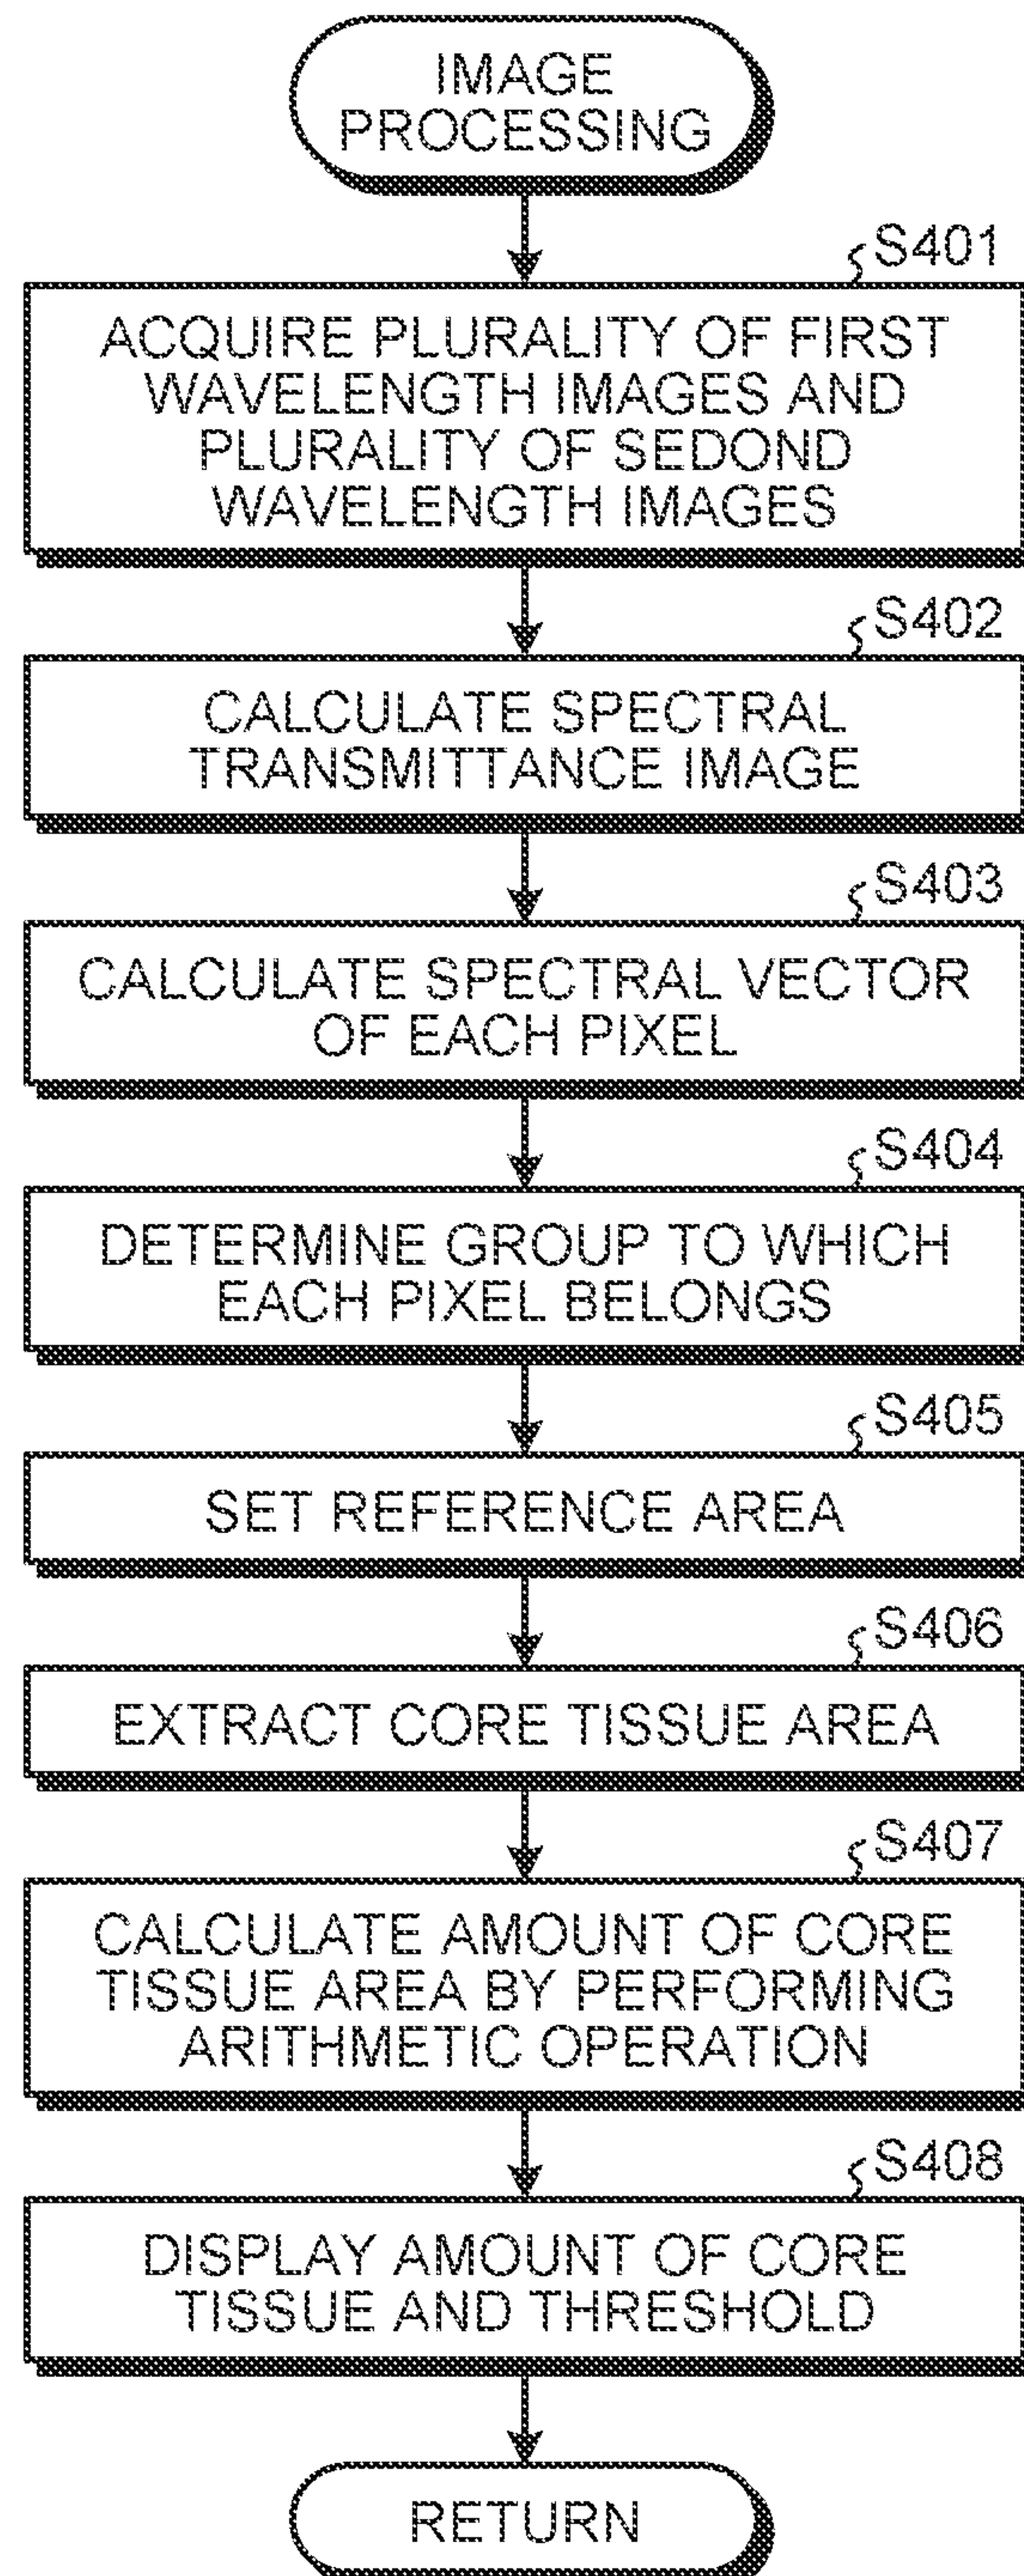 IMAGE
PROCESSING
S401
ACQUIRE PLURALITY OF FIRST
WAVELENGTH IMAGES AND
PLURALITY OF SEDOND
WAVELENGTH IMAGES
S402
CALCULATE SPECTRAL
TRANSMITTANCE IMAGE
S403
CALCULATE SPECTRAL VECTOR
OF EACH PIXEL
S404
DETERMINE GROUP TO WHICH
EACH PIXEL BELONGS
S405
SET REFERENCE AREA
S406
EXTRACT CORE TISSUE AREA
S407
CALCULATE AMOUNT OF CORE
TISSUE AREA BY PERFORMING
ARITHMETIC OPERATION
S408
DISPLAY AMOUNT OF CORE
TISSUE AND THRESHOLD
RETURN